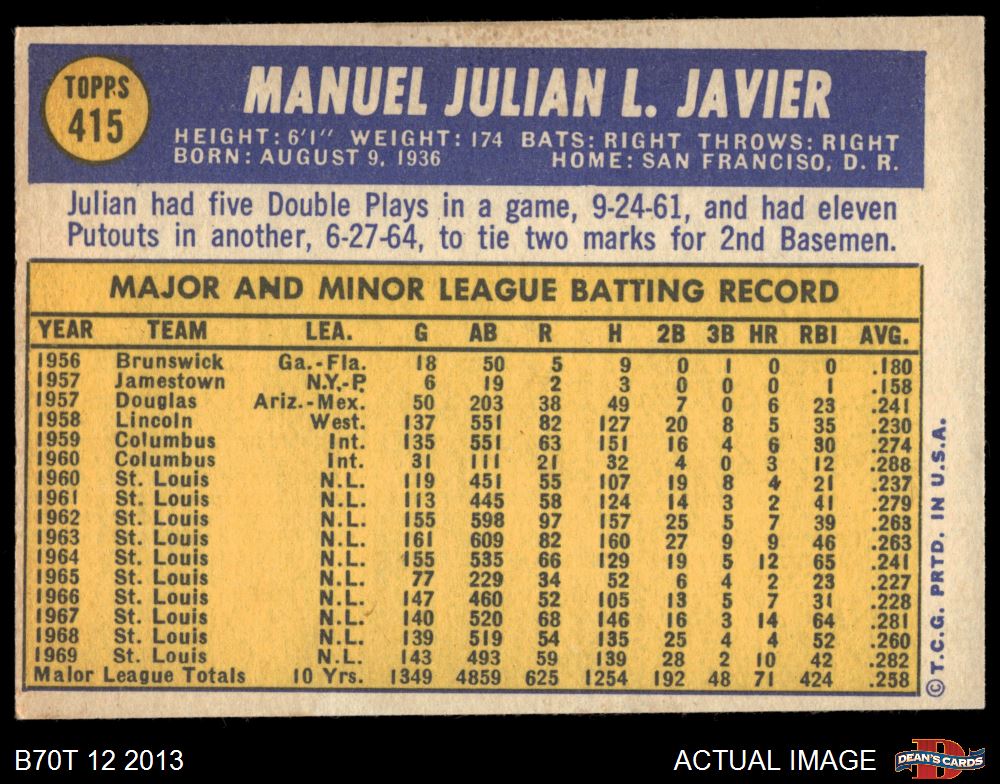 TOPPS
415
MANUEL JULIAN L. JAVIER
HEIGHT: 6'1" WEIGHT: 174 BATS: RIGHT THROWS: RIGHT
BORN: AUGUST 9, 1936 HOME: SAN FRANCISO, D. R.
Julian had five Double Plays in a game, 9-24-61, and had eleven
Putouts in another, 6-27-64, to tie two marks for 2nd Basemen.
MAJOR AND MINOR LEAGUE BATTING RECORD
YEAR TEAM LEA. G AB R H 2B 3B HR RBI AVG.
1956 Brunswick Ga.-Fla. 18 50 5 9 0 1 0 0 .180
1957 Jamestown N.Y.-P. 6 19 2 3 0 0 0 1 .158
1957 Douglas Ariz.-Mex. 50 203 38 49 7 0 6 23 .241
1958 Lincoln West. 137 551 82 127 20 8 5 35 .230
1959 Columbus Int. 135 551 63 151 16 4 6 30 .274
1960 Columbus Int. 31 111 21 32 4 0 3 12 .288
1960 St. Louis N.L. 119 451 55 107 19 8 4 21 .237
1961 St. Louis N.L. 113 445 58 124 14 3 2 41 .279
1962 St. Louis N.L. 155 598 97 157 25 5 7 39 .263
1963 St. Louis N.L. 161 609 82 160 27 9 9 46 .263
1964 St. Louis N.L. 155 535 66 129 19 5 12 65 .241
1965 St. Louis N.L. 77 229 34 52 6 4 2 23 .227
1966 St. Louis N.L. 147 460 52 105 13 5 7 31 .228
1967 St. Louis N.L. 140 520 68 146 16 3 14 64 .281
1968 St. Louis N.L. 139 519 54 135 25 4 4 52 .260
1969 St. Louis N.L. 143 493 59 139 28 2 10 42 .282
Major League Totals 10 Yrs. 1349 4859 625 1254 192 48 71 424 .258
© T.C.G. PRTD. IN U.S.A.
B70T 12 2013 ACTUAL IMAGE
DEAN'S CARDS